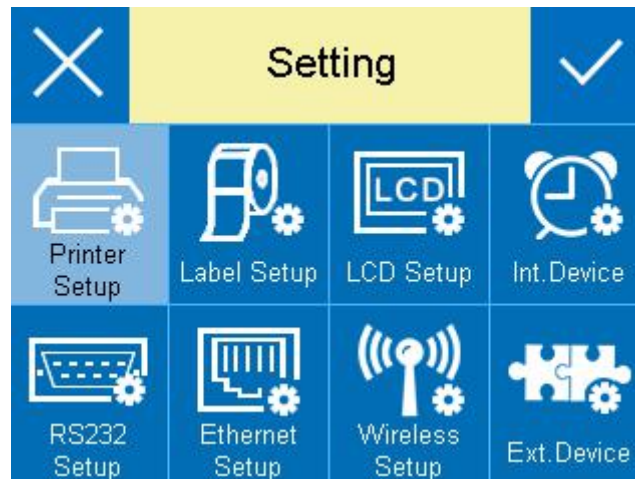 Setting
LCD
Printer
Setup
Label Setup
LCD Setup
Int.Device
RS232
Setup
Ethernet
Setup
Wireless
Setup
Ext.Device